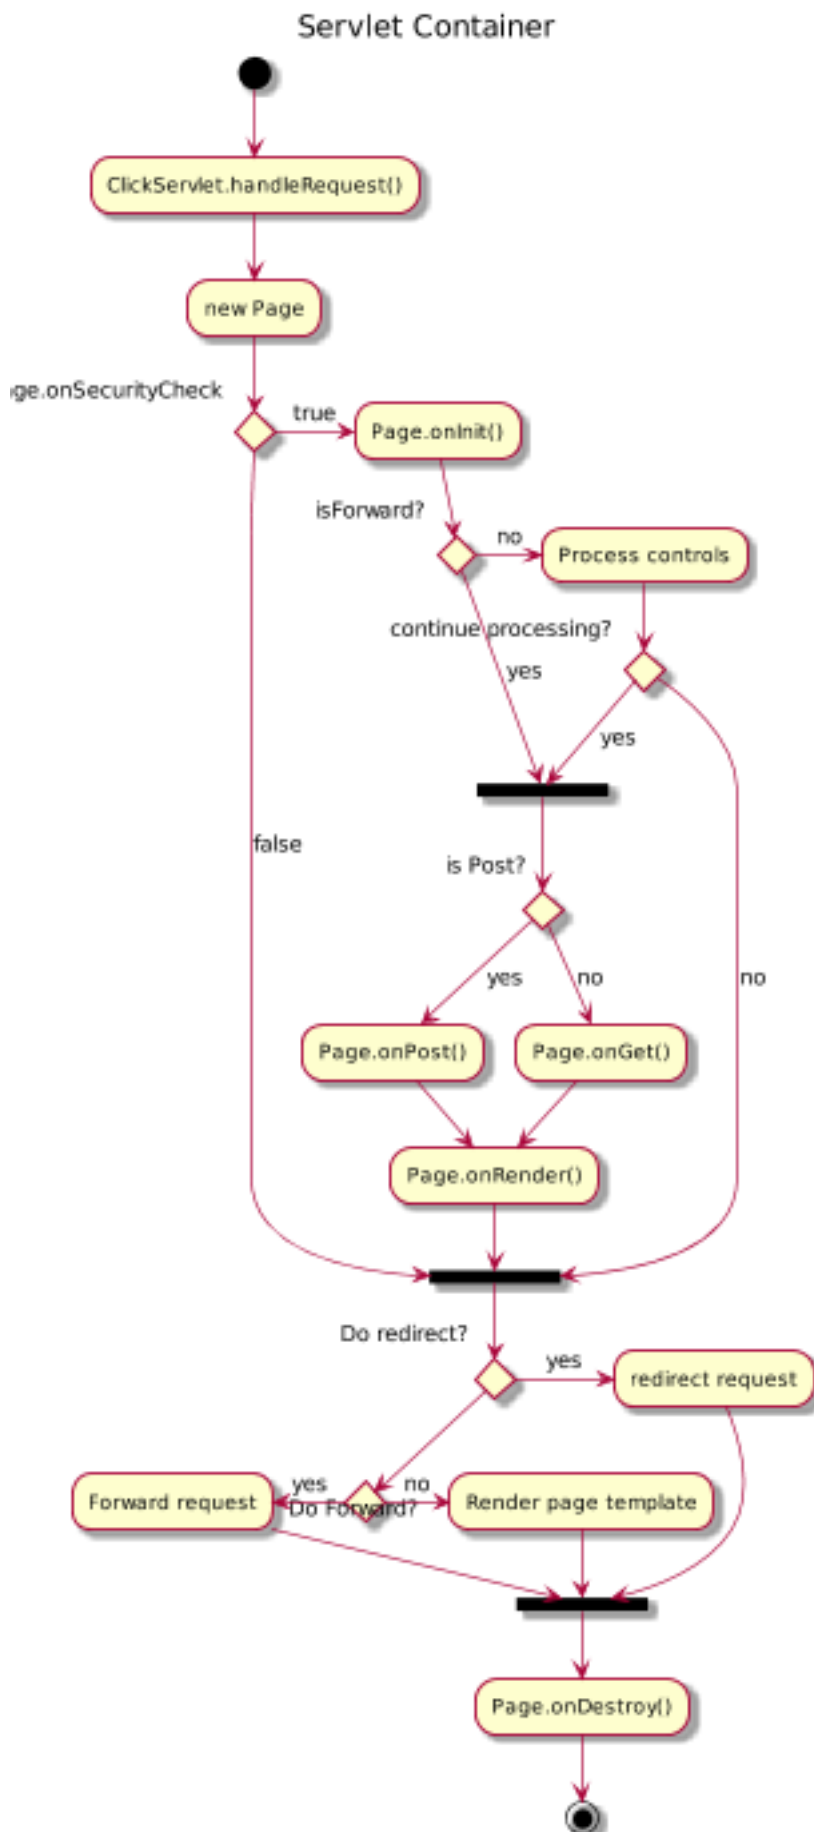 Servlet Container
ClickServlet.handleRequest()
new Page
ge.onSecurityCheck
true
Page.onInit()
isForward?
no
Process controls
continue processing?
yes
yes
false
is Post?
yes
no
no
Page.onPost()
Page.onGet()
Page.onRender()
Do redirect?
yes
redirect request
yes
no
Forward request
Do Forward?
Render page template
Page.onDestroy()